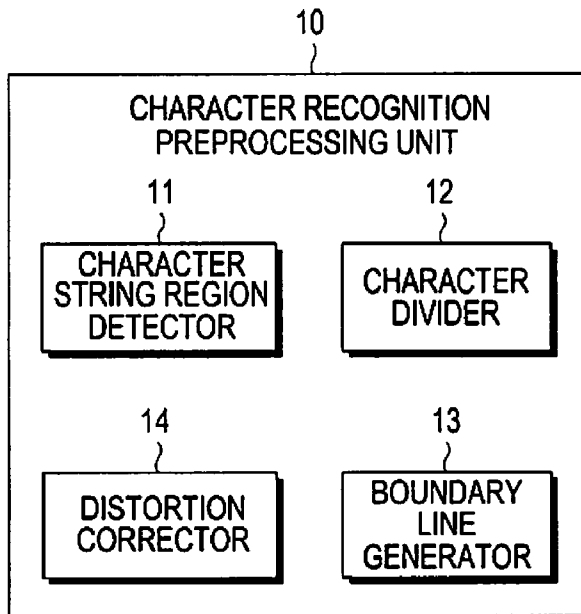 10
CHARACTER RECOGNITION
PREPROCESSING UNIT
11
CHARACTER
STRING REGION
DETECTOR
12
CHARACTER
DIVIDER
14
DISTORTION
CORRECTOR
13
BOUNDARY
LINE
GENERATOR